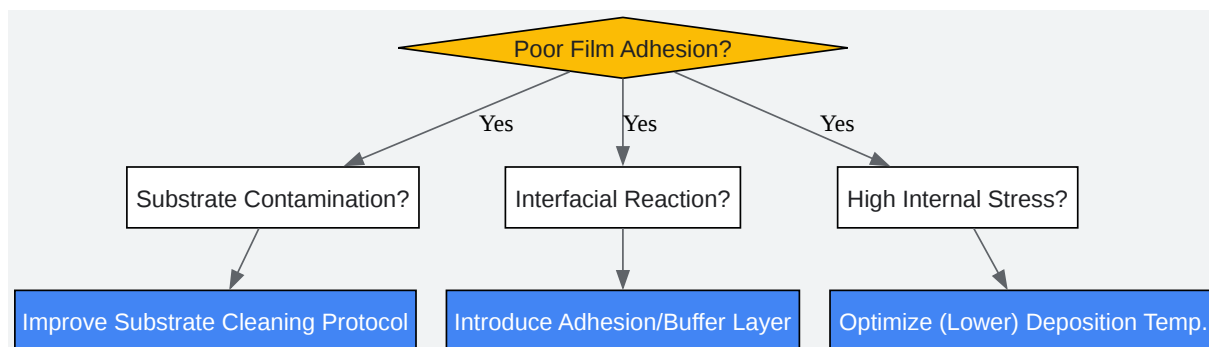 Poor Film Adhesion?
Yes Yes Yes
Substrate Contamination? Interfacial Reaction? High Internal Stress?
Improve Substrate Cleaning Protocol Introduce Adhesion/Buffer Layer Optimize (Lower) Deposition Temp.